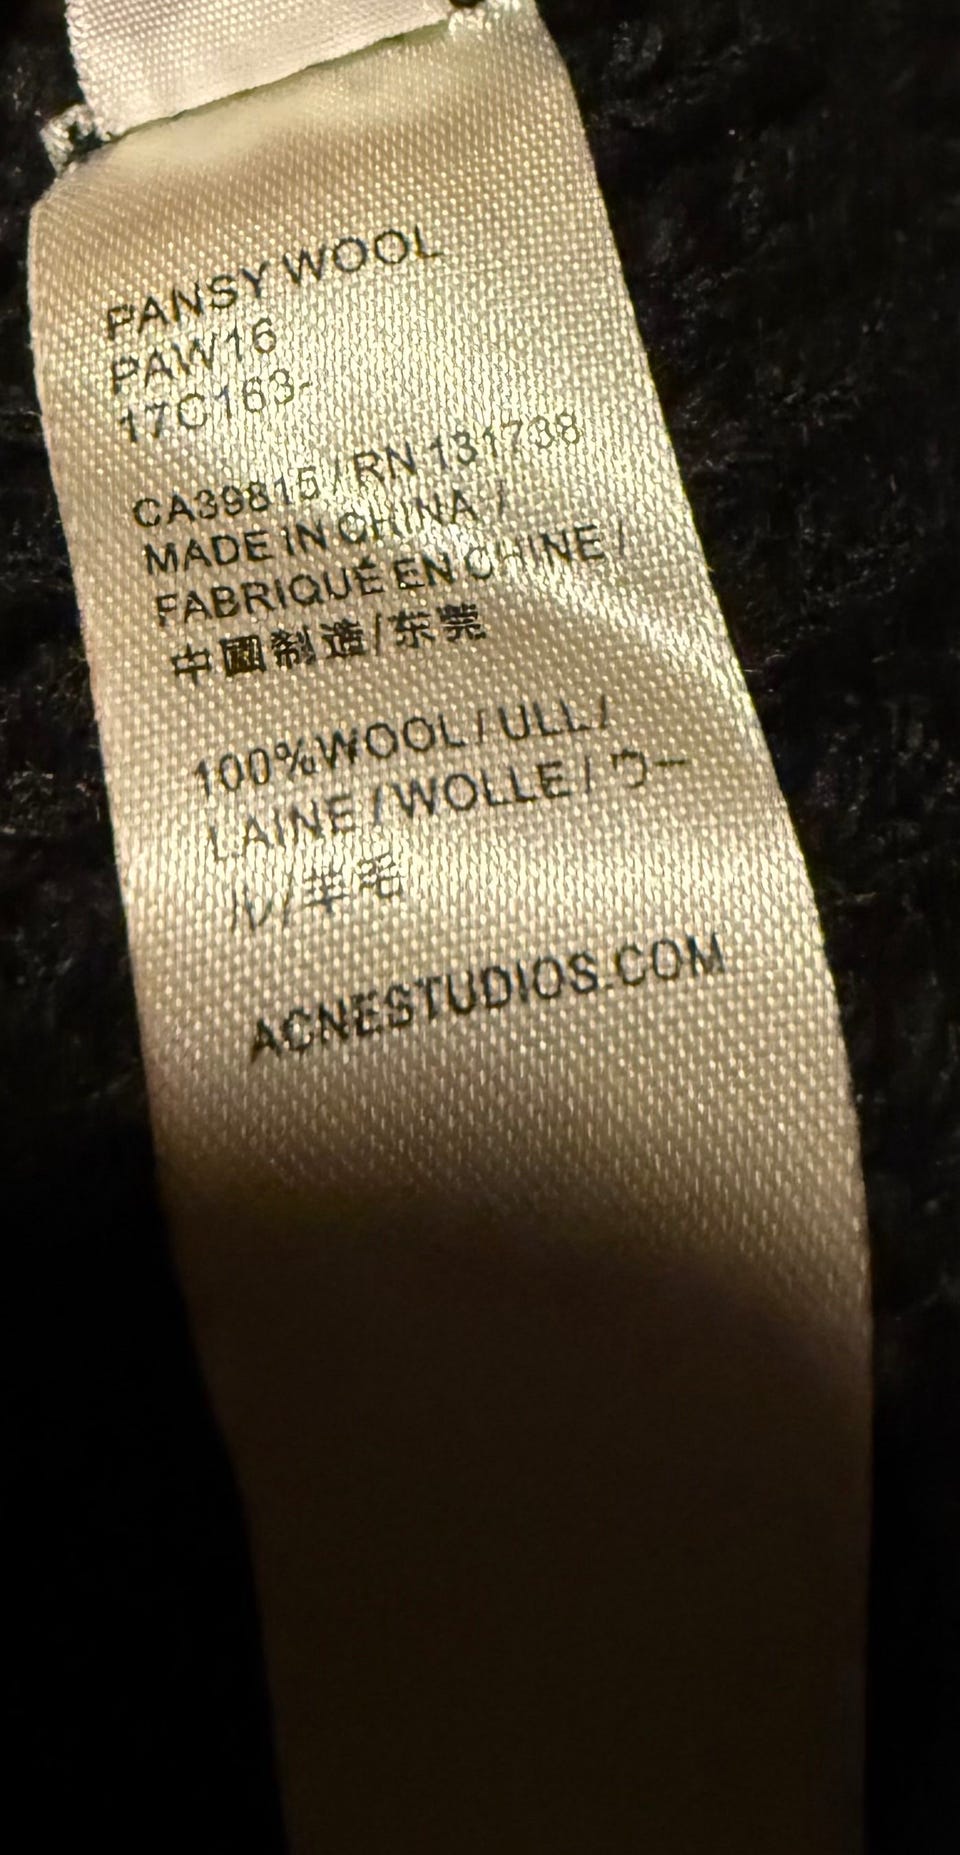 PANSY WOOL
PAW16
17C163-
CA39815 / RN 131738
MADE IN CHINA /
FABRIQUÉ EN CHINE /
中國制造/东莞
100%WOOL / ULL /
LAINE / WOLLE / ウー
ル/羊毛
ACNESTUDIOS.COM